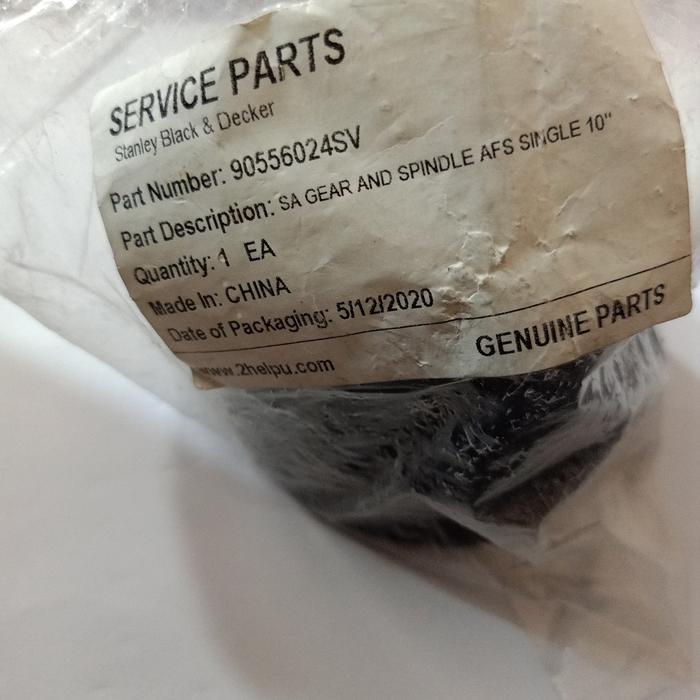 SERVICE PARTS
Stanley Black & Decker
Part Number: 90556024SV
Part Description: SA GEAR AND SPINDLE AFS SINGLE 10"
Quantity: 1 EA
Made In: CHINA
Date of Packaging: 5/12/2020
www.2helpu.com
GENUINE PARTS